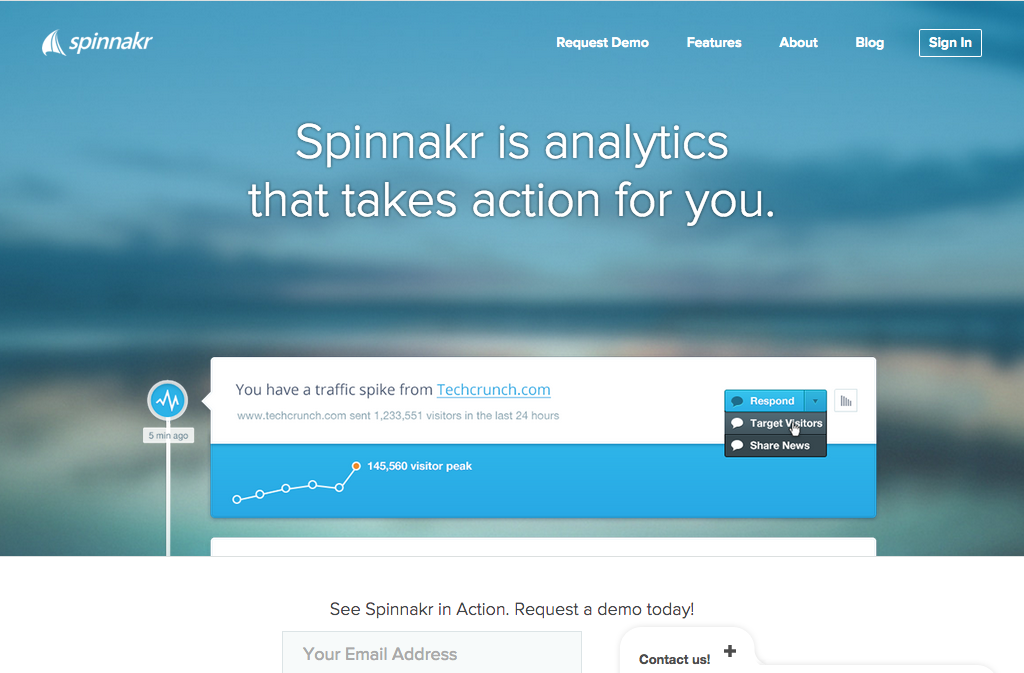 spinnakr
Request Demo
Features
About
Blog
Sign In
Spinnakr is analytics
that takes action for you.
You have a traffic spike from Techcrunch.com
www.techcrunch.com sent 1,233,551 visitors in the last 24 hours
Respond
Target Visitors
Share News
5 min ago
145,560 visitor peak
See Spinnakr in Action. Request a demo today!
Your Email Address
Contact us! +